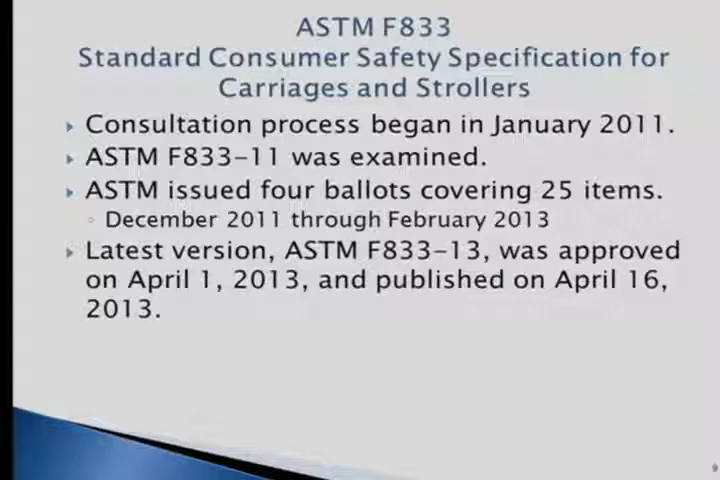 ASTM F833
Standard Consumer Safety Specification for
Carriages and Strollers
Consultation process began in January 2011.
ASTM F833-11 was examined.
ASTM issued four ballots covering 25 items.
December 2011 through February 2013
Latest version, ASTM F833-13, was approved
on April 1, 2013, and published on April 16,
2013.
9